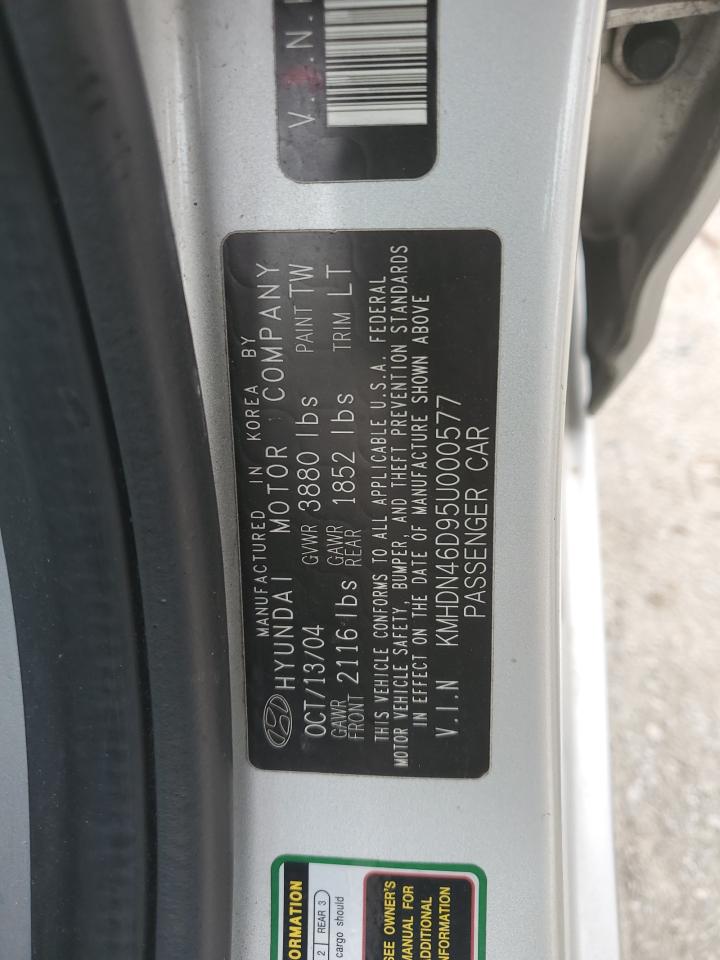 V.I.N.
MANUFACTURED IN KOREA BY
HYUNDAI MOTOR COMPANY
OCT/13/04 GVWR 3880 lbs PAINT TW
GAWR FRONT 2116 lbs GAWR REAR 1852 lbs TRIM LT
THIS VEHICLE CONFORMS TO ALL APPLICABLE U.S.A. FEDERAL
MOTOR VEHICLE SAFETY, BUMPER, AND THEFT PREVENTION STANDARDS
IN EFFECT ON THE DATE OF MANUFACTURE SHOWN ABOVE
V.I.N KMHDN46D95U000577
PASSENGER CAR
ORMATION
2 REAR 3
cargo should
SEE OWNER'S
MANUAL FOR
ADDITIONAL
INFORMATION